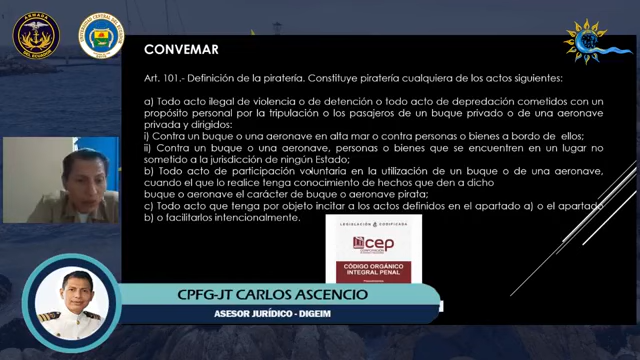 ARMADA
DEL ECUADOR
UNIVERSIDAD CENTRAL DEL ECUADOR
CONVEMAR
Art. 101.- Definición de la piratería. Constituye piratería cualquiera de los actos siguientes:
a) Todo acto ilegal de violencia o de detención o todo acto de depredación cometidos con un
propósito personal por la tripulación o los pasajeros de un buque privado o de una aeronave
privada y dirigidos:
i) Contra un buque o una aeronave en alta mar o contra personas o bienes a bordo de ellos;
ii) Contra un buque o una aeronave, personas o bienes que se encuentren en un lugar no
sometido a la jurisdicción de ningún Estado;
b) Todo acto de participación voluntaria en la utilización de un buque o de una aeronave,
cuando el que lo realice tenga conocimiento de hechos que den a dicho
buque o aeronave el carácter de buque o aeronave pirata;
c) Todo acto que tenga por objeto incitar a los actos definidos en el apartado a) o el apartado
b) o facilitarlos intencionalmente.
LEGISLACIÓN CODIFICADA
cep
CÓDIGO ORGÁNICO
INTEGRAL PENAL
CPFG-JT CARLOS ASCENCIO
ASESOR JURÍDICO - DIGEIM